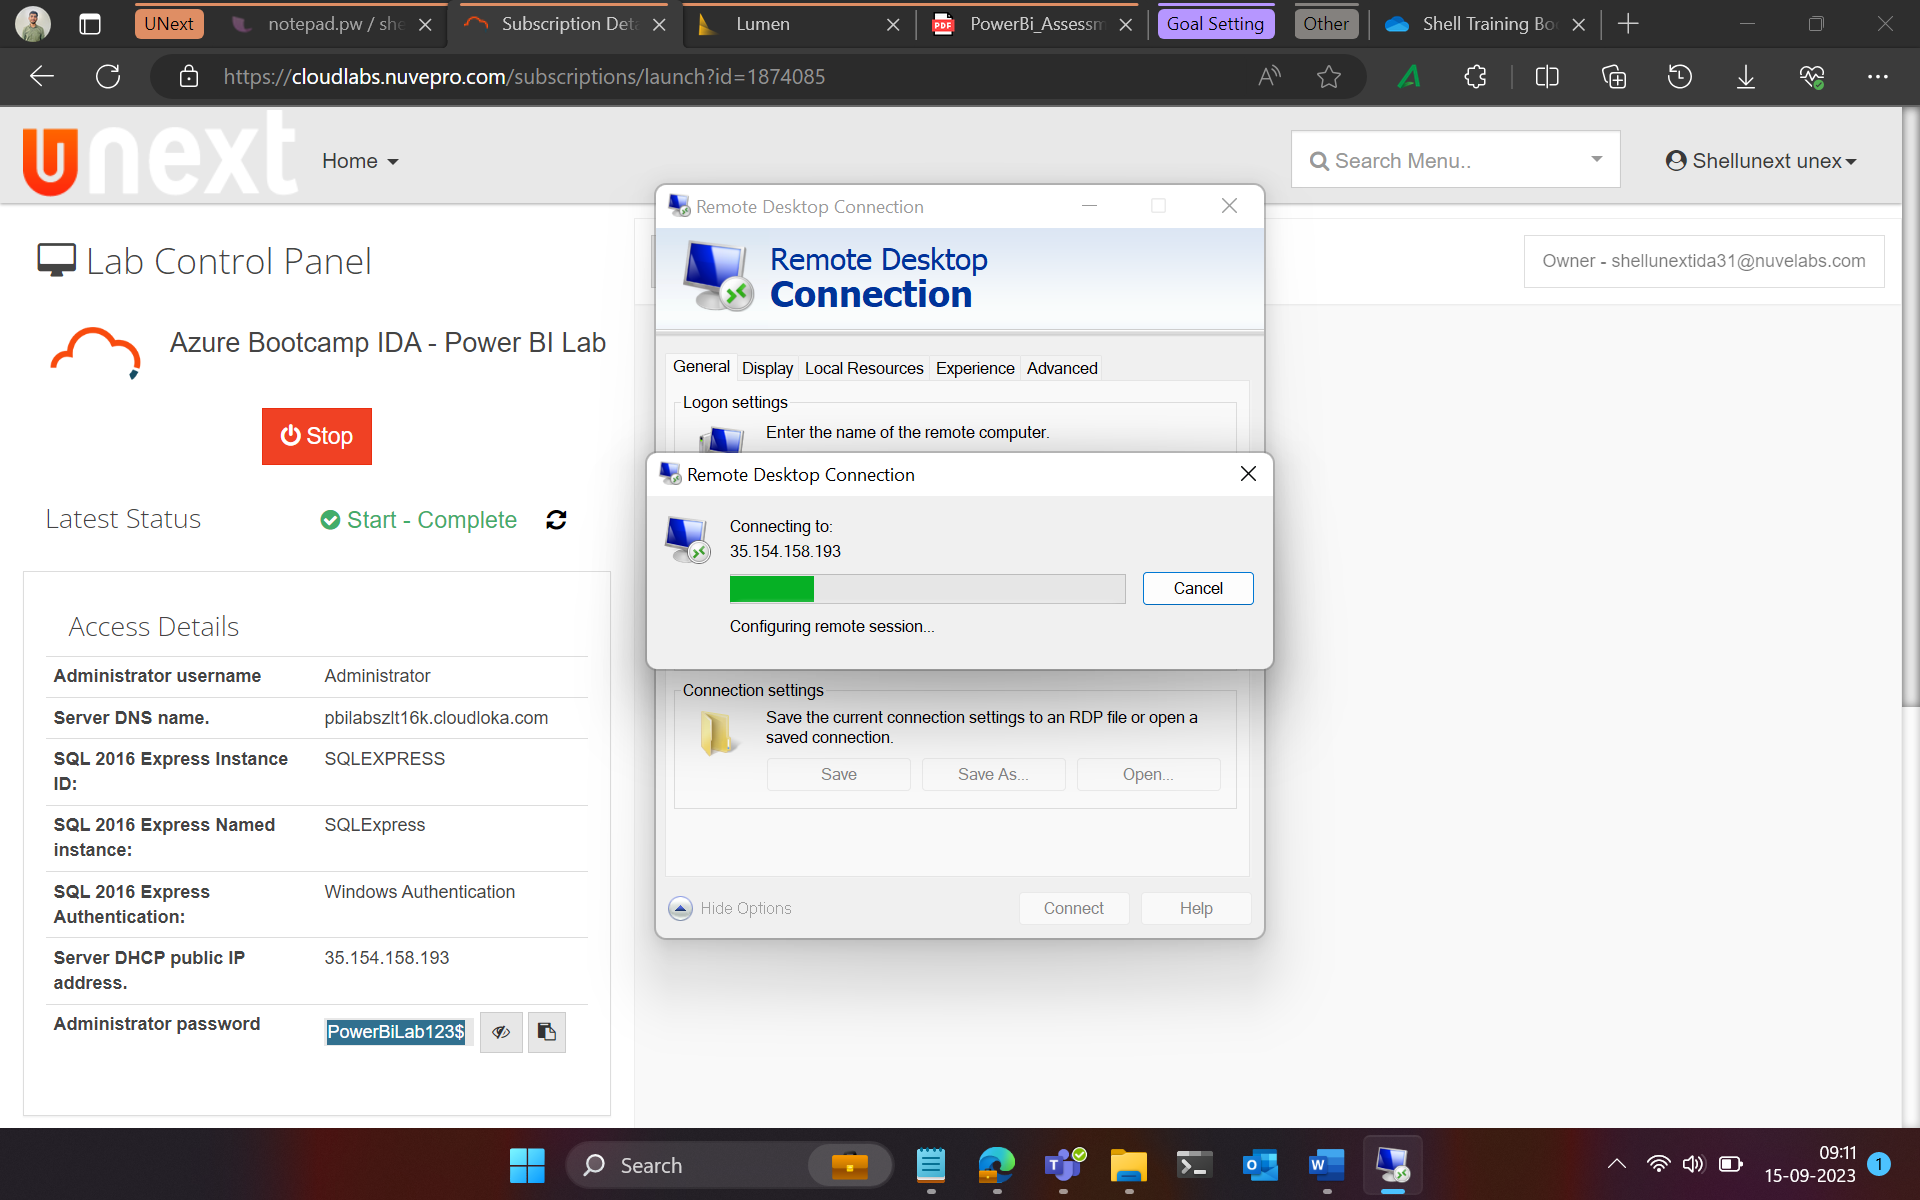 UNext
notepad.pw / she
Subscription Deta
Lumen
PDF
PowerBi_Assessm
Goal Setting
Other
Shell Training Bo
https://cloudlabs.nuvepro.com/subscriptions/launch?id=1874085
unext
Home
Search Menu..
Shellunext unex
Lab Control Panel
Owner - shellunextida31@nuvelabs.com
Azure Bootcamp IDA - Power BI Lab
Stop
Latest Status
Start - Complete
Access Details
Administrator username
Administrator
Server DNS name.
pbilabszlt16k.cloudloka.com
SQL 2016 Express Instance
ID:
SQLEXPRESS
SQL 2016 Express Named
instance:
SQLExpress
SQL 2016 Express
Authentication:
Windows Authentication
Server DHCP public IP
address.
35.154.158.193
Administrator password
PowerBiLab123$
Remote Desktop Connection
Remote Desktop
Connection
General
Display
Local Resources
Experience
Advanced
Logon settings
Enter the name of the remote computer.
Remote Desktop Connection
Connecting to:
35.154.158.193
Cancel
Configuring remote session...
Connection settings
Save the current connection settings to an RDP file or open a
saved connection.
Save
Save As...
Open...
Hide Options
Connect
Help
Search
09:11
15-09-2023
1